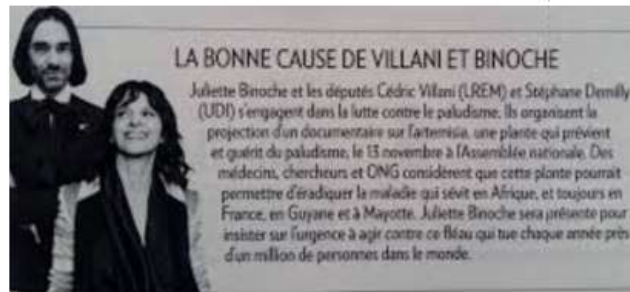 LA BONNE CAUSE DE VILLANI ET BINOCHE
Juliette Binoche et les députés Cédric Villani (LREM) et Stéphane Demilly
(UDI) s'engagent dans la lutte contre le paludisme. Ils organisent la
projection d'un documentaire sur l'artemisia, une plante qui prévient
et guérit du paludisme, le 13 novembre à l'Assemblée nationale. Des
médecins, chercheurs et ONG considèrent que cette plante pourrait
permettre d'éradiquer la maladie qui sévit en Afrique, et toujours en
France, en Guyane et à Mayotte. Juliette Binoche sera présente pour
insister sur l'urgence à agir contre ce fléau qui tue chaque année près
d'un million de personnes dans le monde.